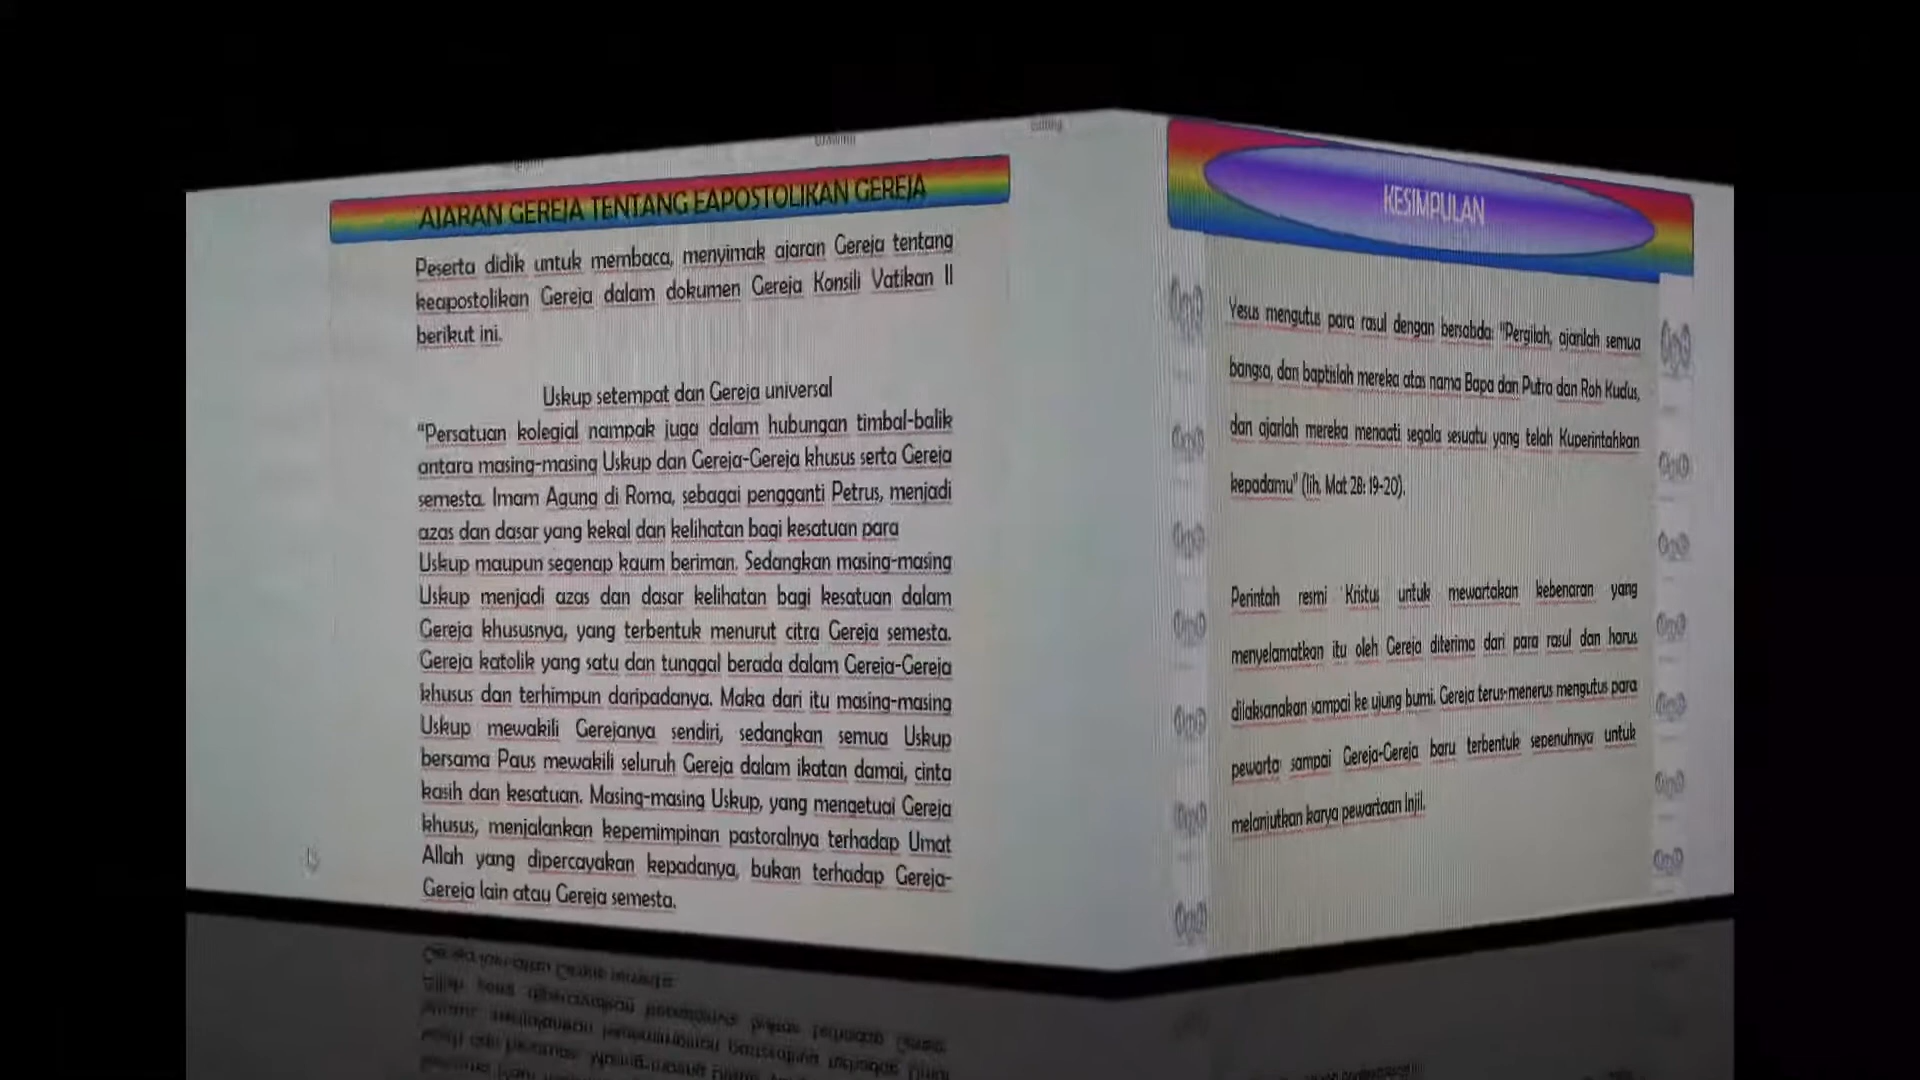 AJARAN GEREJA TENTANG EAPOSTOLIKAN GEREJA
Peserta didik untuk membaca, menyimak ajaran Gereja tentang
keapostolikan Gereja dalam dokumen Gereja Konsili Vatikan II
berikut ini.
Uskup setempat dan Gereja universal
"Persatuan kolegial nampak juga dalam hubungan timbal-balik
antara masing-masing Uskup dan Gereja-Gereja khusus serta Gereja
semesta. Imam Agung di Roma, sebagai pengganti Petrus, menjadi
azas dan dasar yang kekal dan kelihatan bagi kesatuan para
Uskup maupun segenap kaum beriman. Sedangkan masing-masing
Uskup menjadi azas dan dasar kelihatan bagi kesatuan dalam
Gereja khususnya, yang terbentuk menurut citra Gereja semesta.
Gereja katolik yang satu dan tunggal berada dalam Gereja-Gereja
khusus dan terhimpun daripadanya. Maka dari itu masing-masing
Uskup mewakili Gerejanya sendiri, sedangkan semua Uskup
bersama Paus mewakili seluruh Gereja dalam ikatan damai, cinta
kasih dan kesatuan. Masing-masing Uskup, yang mengetuai Gereja
khusus, menjalankan kepemimpinan pastoralnya terhadap Umat
Allah yang dipercayakan kepadanya, bukan terhadap Gereja-
Gereja lain atau Gereja semesta.
KESIMPULAN
Yesus mengutus para rasul dengan bersabda: "Pergilah, ajarilah semua
bangsa, dan baptislah mereka atas nama Bapa dan Putra dan Roh Kudus,
dan ajarlah mereka menaati segala sesuatu yang telah Kuperintahkan
kepadamu" (lih. Mat 28: 19-20).
Perintah resmi Kristus untuk mewartakan kebenaran yang
menyelamatkan itu oleh Gereja diterima dari para rasul dan harus
dilaksanakan sampai ke ujung bumi. Gereja terus-menerus mengutus para
pewarta sampai Gereja-Gereja baru terbentuk sepenuhnya untuk
melanjutkan karya pewartaan Injil.